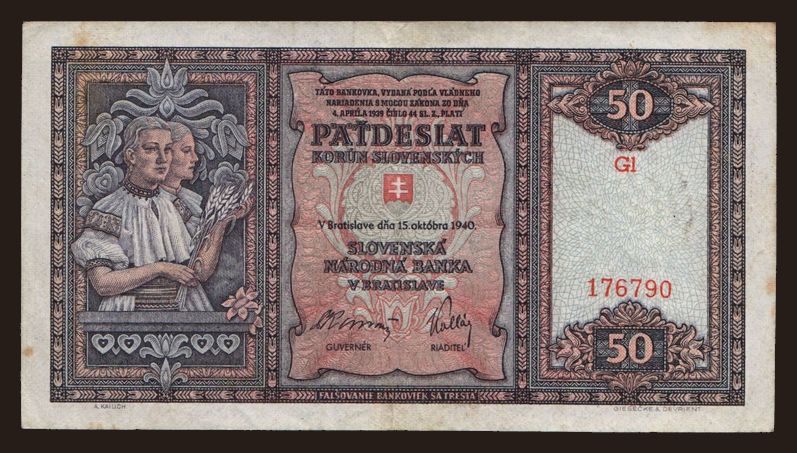 TÁTO BANKOVKA, VYDANÁ PODĽA VLÁDNEHO
NARIADENIA S MOCOU ZÁKONA ZO DŇA
4. APRÍLA 1939 ČÍSLO 44 SL. Z., PLATÍ
PÄŤDESIAT
KORÚN SLOVENSKÝCH
V Bratislave dňa 15. októbra 1940.
SLOVENSKÁ
NÁRODNÁ BANKA
V BRATISLAVE
GUVERNÉR RIADITEĽ
FALŠOVANIE BANKOVIEK SA TRESTÁ
50
G1
176790
50
GIESECKE & DEVRIENT